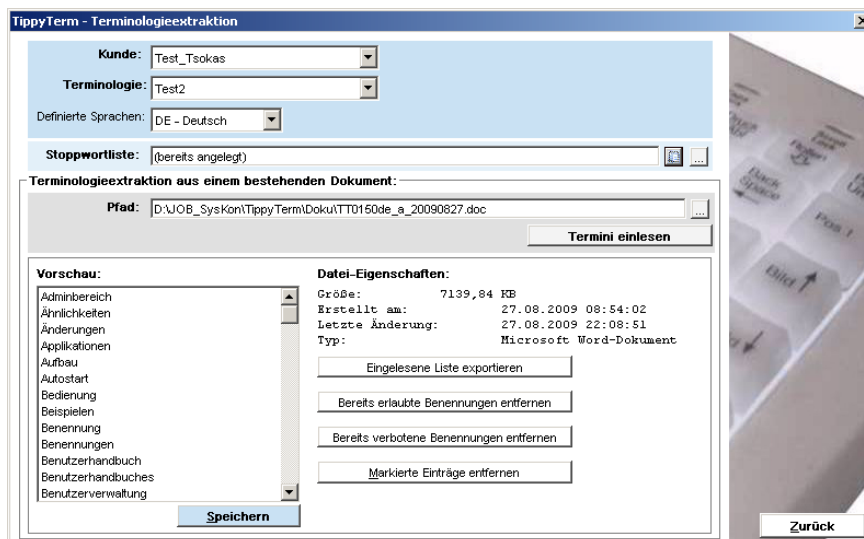 TippyTerm - Terminologieextraktion
Kunde: Test_Tsokas
Terminologie: Test2
Definierte Sprachen: DE - Deutsch
Stoppwortliste: (bereits angelegt) ...
Terminologieextraktion aus einem bestehenden Dokument:
Pfad: D:\JOB_SysKon\TippyTerm\Doku\TT0150de_a_20090827.doc ...
Termini einlesen
Vorschau:
Adminbereich
Ähnlichkeiten
Änderungen
Applikationen
Aufbau
Autostart
Bedienung
Beispielen
Benennung
Benennungen
Benutzerhandbuch
Benutzerhandbuches
Benutzerverwaltung
Speichern
Datei-Eigenschaften:
Größe: 7139,84 KB
Erstellt am: 27.08.2009 08:54:02
Letzte Änderung: 27.08.2009 22:08:51
Typ: Microsoft Word-Dokument
Eingelesene Liste exportieren
Bereits erlaubte Benennungen entfernen
Bereits verbotene Benennungen entfernen
Markierte Einträge entfernen
Back
Space
Pos 1
Bild
Zurück